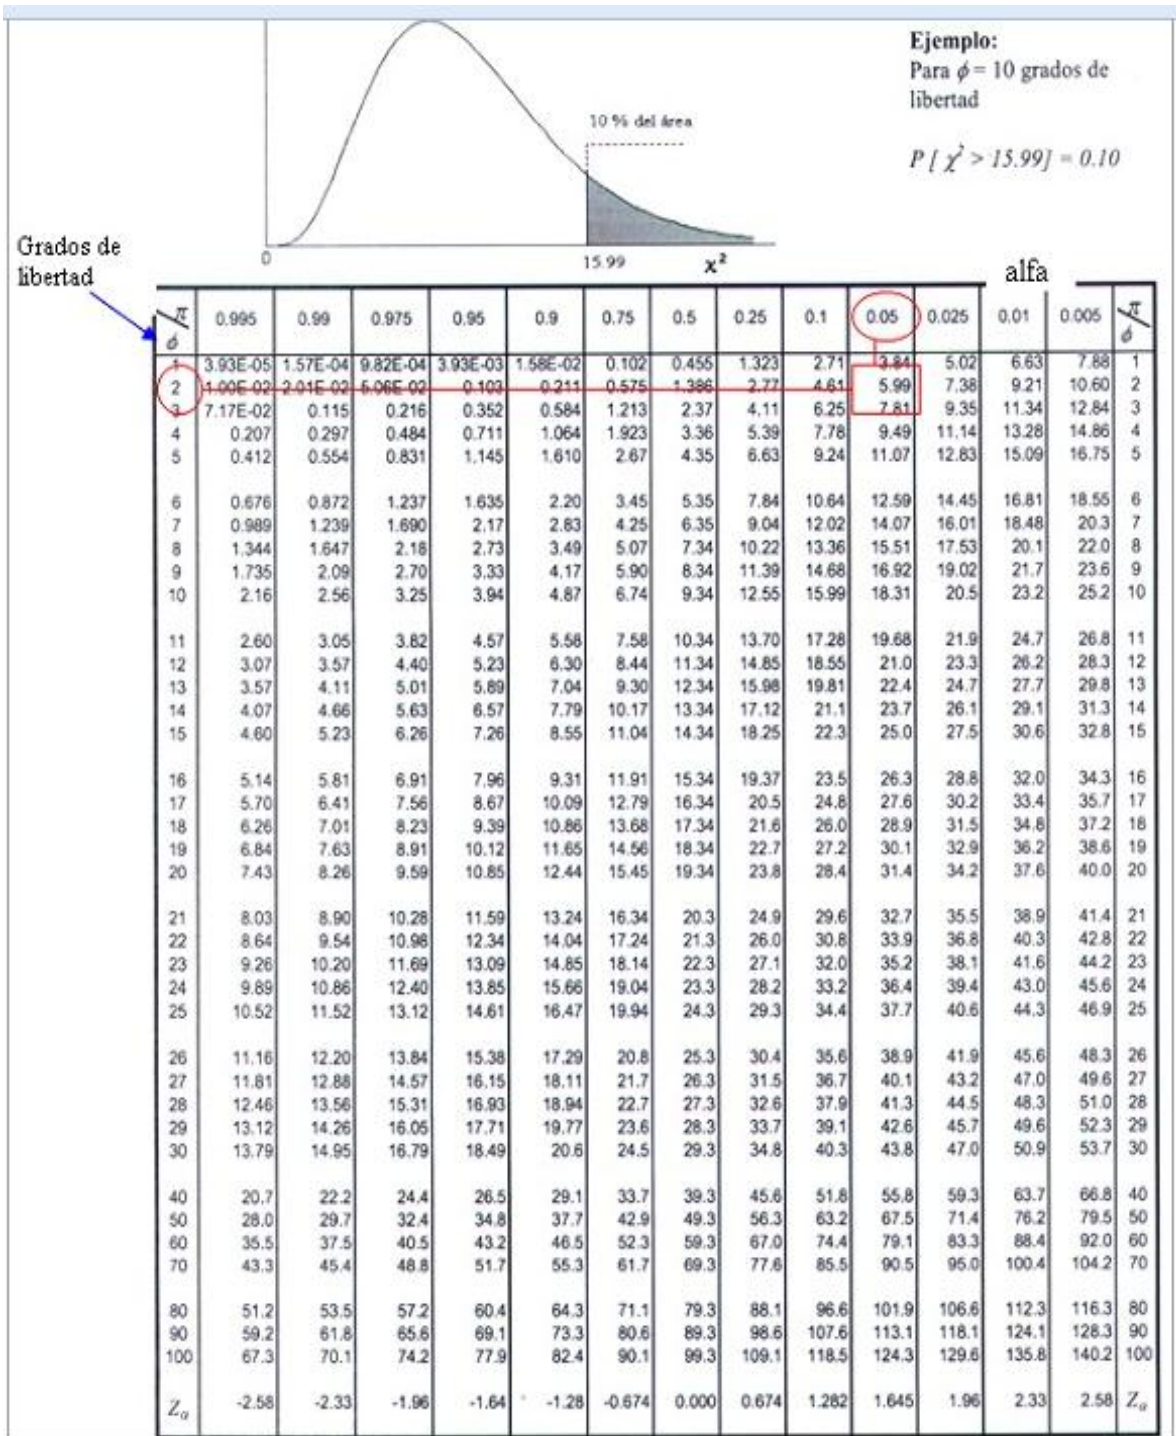 Ejemplo:
Para ϕ = 10 grados de
libertad
10 % del área
P [ χ² > 15.99] = 0.10
Grados de
libertad
0 15.99 χ²
alfa
π/ϕ 0.995 0.99 0.975 0.95 0.9 0.75 0.5 0.25 0.1 0.05 0.025 0.01 0.005 π/ϕ
1 3.93E-05 1.57E-04 9.82E-04 3.93E-03 1.58E-02 0.102 0.455 1.323 2.71 3.84 5.02 6.63 7.88 1
2 1.00E-02 2.01E-02 5.06E-02 0.103 0.211 0.575 1.386 2.77 4.61 5.99 7.38 9.21 10.60 2
3 7.17E-02 0.115 0.216 0.352 0.584 1.213 2.37 4.11 6.25 7.81 9.35 11.34 12.84 3
4 0.207 0.297 0.484 0.711 1.064 1.923 3.36 5.39 7.78 9.49 11.14 13.28 14.86 4
5 0.412 0.554 0.831 1.145 1.610 2.67 4.35 6.63 9.24 11.07 12.83 15.09 16.75 5
6 0.676 0.872 1.237 1.635 2.20 3.45 5.35 7.84 10.64 12.59 14.45 16.81 18.55 6
7 0.989 1.239 1.690 2.17 2.83 4.25 6.35 9.04 12.02 14.07 16.01 18.48 20.3 7
8 1.344 1.647 2.18 2.73 3.49 5.07 7.34 10.22 13.36 15.51 17.53 20.1 22.0 8
9 1.735 2.09 2.70 3.33 4.17 5.90 8.34 11.39 14.68 16.92 19.02 21.7 23.6 9
10 2.16 2.56 3.25 3.94 4.87 6.74 9.34 12.55 15.99 18.31 20.5 23.2 25.2 10
11 2.60 3.05 3.82 4.57 5.58 7.58 10.34 13.70 17.28 19.68 21.9 24.7 26.8 11
12 3.07 3.57 4.40 5.23 6.30 8.44 11.34 14.85 18.55 21.0 23.3 26.2 28.3 12
13 3.57 4.11 5.01 5.89 7.04 9.30 12.34 15.98 19.81 22.4 24.7 27.7 29.8 13
14 4.07 4.66 5.63 6.57 7.79 10.17 13.34 17.12 21.1 23.7 26.1 29.1 31.3 14
15 4.60 5.23 6.26 7.26 8.55 11.04 14.34 18.25 22.3 25.0 27.5 30.6 32.8 15
16 5.14 5.81 6.91 7.96 9.31 11.91 15.34 19.37 23.5 26.3 28.8 32.0 34.3 16
17 5.70 6.41 7.56 8.67 10.09 12.79 16.34 20.5 24.8 27.6 30.2 33.4 35.7 17
18 6.26 7.01 8.23 9.39 10.86 13.68 17.34 21.6 26.0 28.9 31.5 34.8 37.2 18
19 6.84 7.63 8.91 10.12 11.65 14.56 18.34 22.7 27.2 30.1 32.9 36.2 38.6 19
20 7.43 8.26 9.59 10.85 12.44 15.45 19.34 23.8 28.4 31.4 34.2 37.6 40.0 20
21 8.03 8.90 10.28 11.59 13.24 16.34 20.3 24.9 29.6 32.7 35.5 38.9 41.4 21
22 8.64 9.54 10.98 12.34 14.04 17.24 21.3 26.0 30.8 33.9 36.8 40.3 42.8 22
23 9.26 10.20 11.69 13.09 14.85 18.14 22.3 27.1 32.0 35.2 38.1 41.6 44.2 23
24 9.89 10.86 12.40 13.85 15.66 19.04 23.3 28.2 33.2 36.4 39.4 43.0 45.6 24
25 10.52 11.52 13.12 14.61 16.47 19.94 24.3 29.3 34.4 37.7 40.6 44.3 46.9 25
26 11.16 12.20 13.84 15.38 17.29 20.8 25.3 30.4 35.6 38.9 41.9 45.6 48.3 26
27 11.81 12.88 14.57 16.15 18.11 21.7 26.3 31.5 36.7 40.1 43.2 47.0 49.6 27
28 12.46 13.56 15.31 16.93 18.94 22.7 27.3 32.6 37.9 41.3 44.5 48.3 51.0 28
29 13.12 14.26 16.05 17.71 19.77 23.6 28.3 33.7 39.1 42.6 45.7 49.6 52.3 29
30 13.79 14.95 16.79 18.49 20.6 24.5 29.3 34.8 40.3 43.8 47.0 50.9 53.7 30
40 20.7 22.2 24.4 26.5 29.1 33.7 39.3 45.6 51.8 55.8 59.3 63.7 66.8 40
50 28.0 29.7 32.4 34.8 37.7 42.9 49.3 56.3 63.2 67.5 71.4 76.2 79.5 50
60 35.5 37.5 40.5 43.2 46.5 52.3 59.3 67.0 74.4 79.1 83.3 88.4 92.0 60
70 43.3 45.4 48.8 51.7 55.3 61.7 69.3 77.6 85.5 90.5 95.0 100.4 104.2 70
80 51.2 53.5 57.2 60.4 64.3 71.1 79.3 88.1 96.6 101.9 106.6 112.3 116.3 80
90 59.2 61.8 65.6 69.1 73.3 80.6 89.3 98.6 107.6 113.1 118.1 124.1 128.3 90
100 67.3 70.1 74.2 77.9 82.4 90.1 99.3 109.1 118.5 124.3 129.6 135.8 140.2 100
Zα -2.58 -2.33 -1.96 -1.64 -1.28 -0.674 0.000 0.674 1.282 1.645 1.96 2.33 2.58 Zα